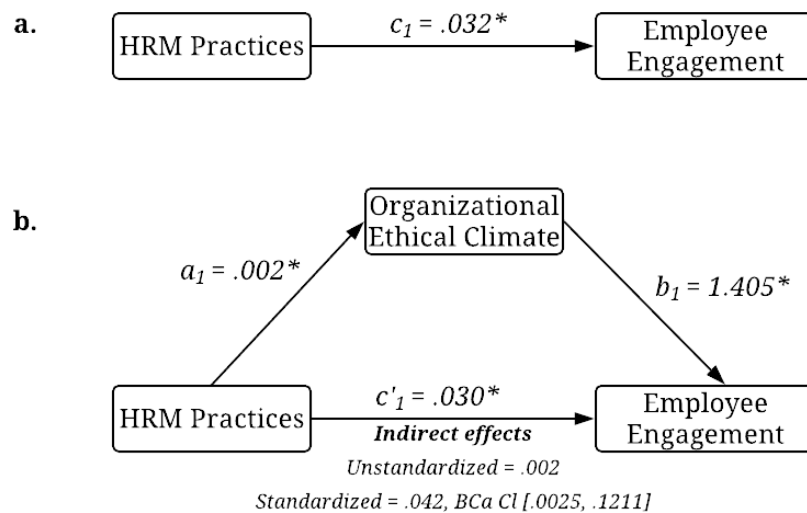 a.
HRM Practices
c1 = .032*
Employee
Engagement
b.
Organizational
Ethical Climate
a1 = .002*
b1 = 1.405*
HRM Practices
c'1 = .030*
Employee
Engagement
Indirect effects
Unstandardized = .002
Standardized = .042, BCa Cl [.0025, .1211]